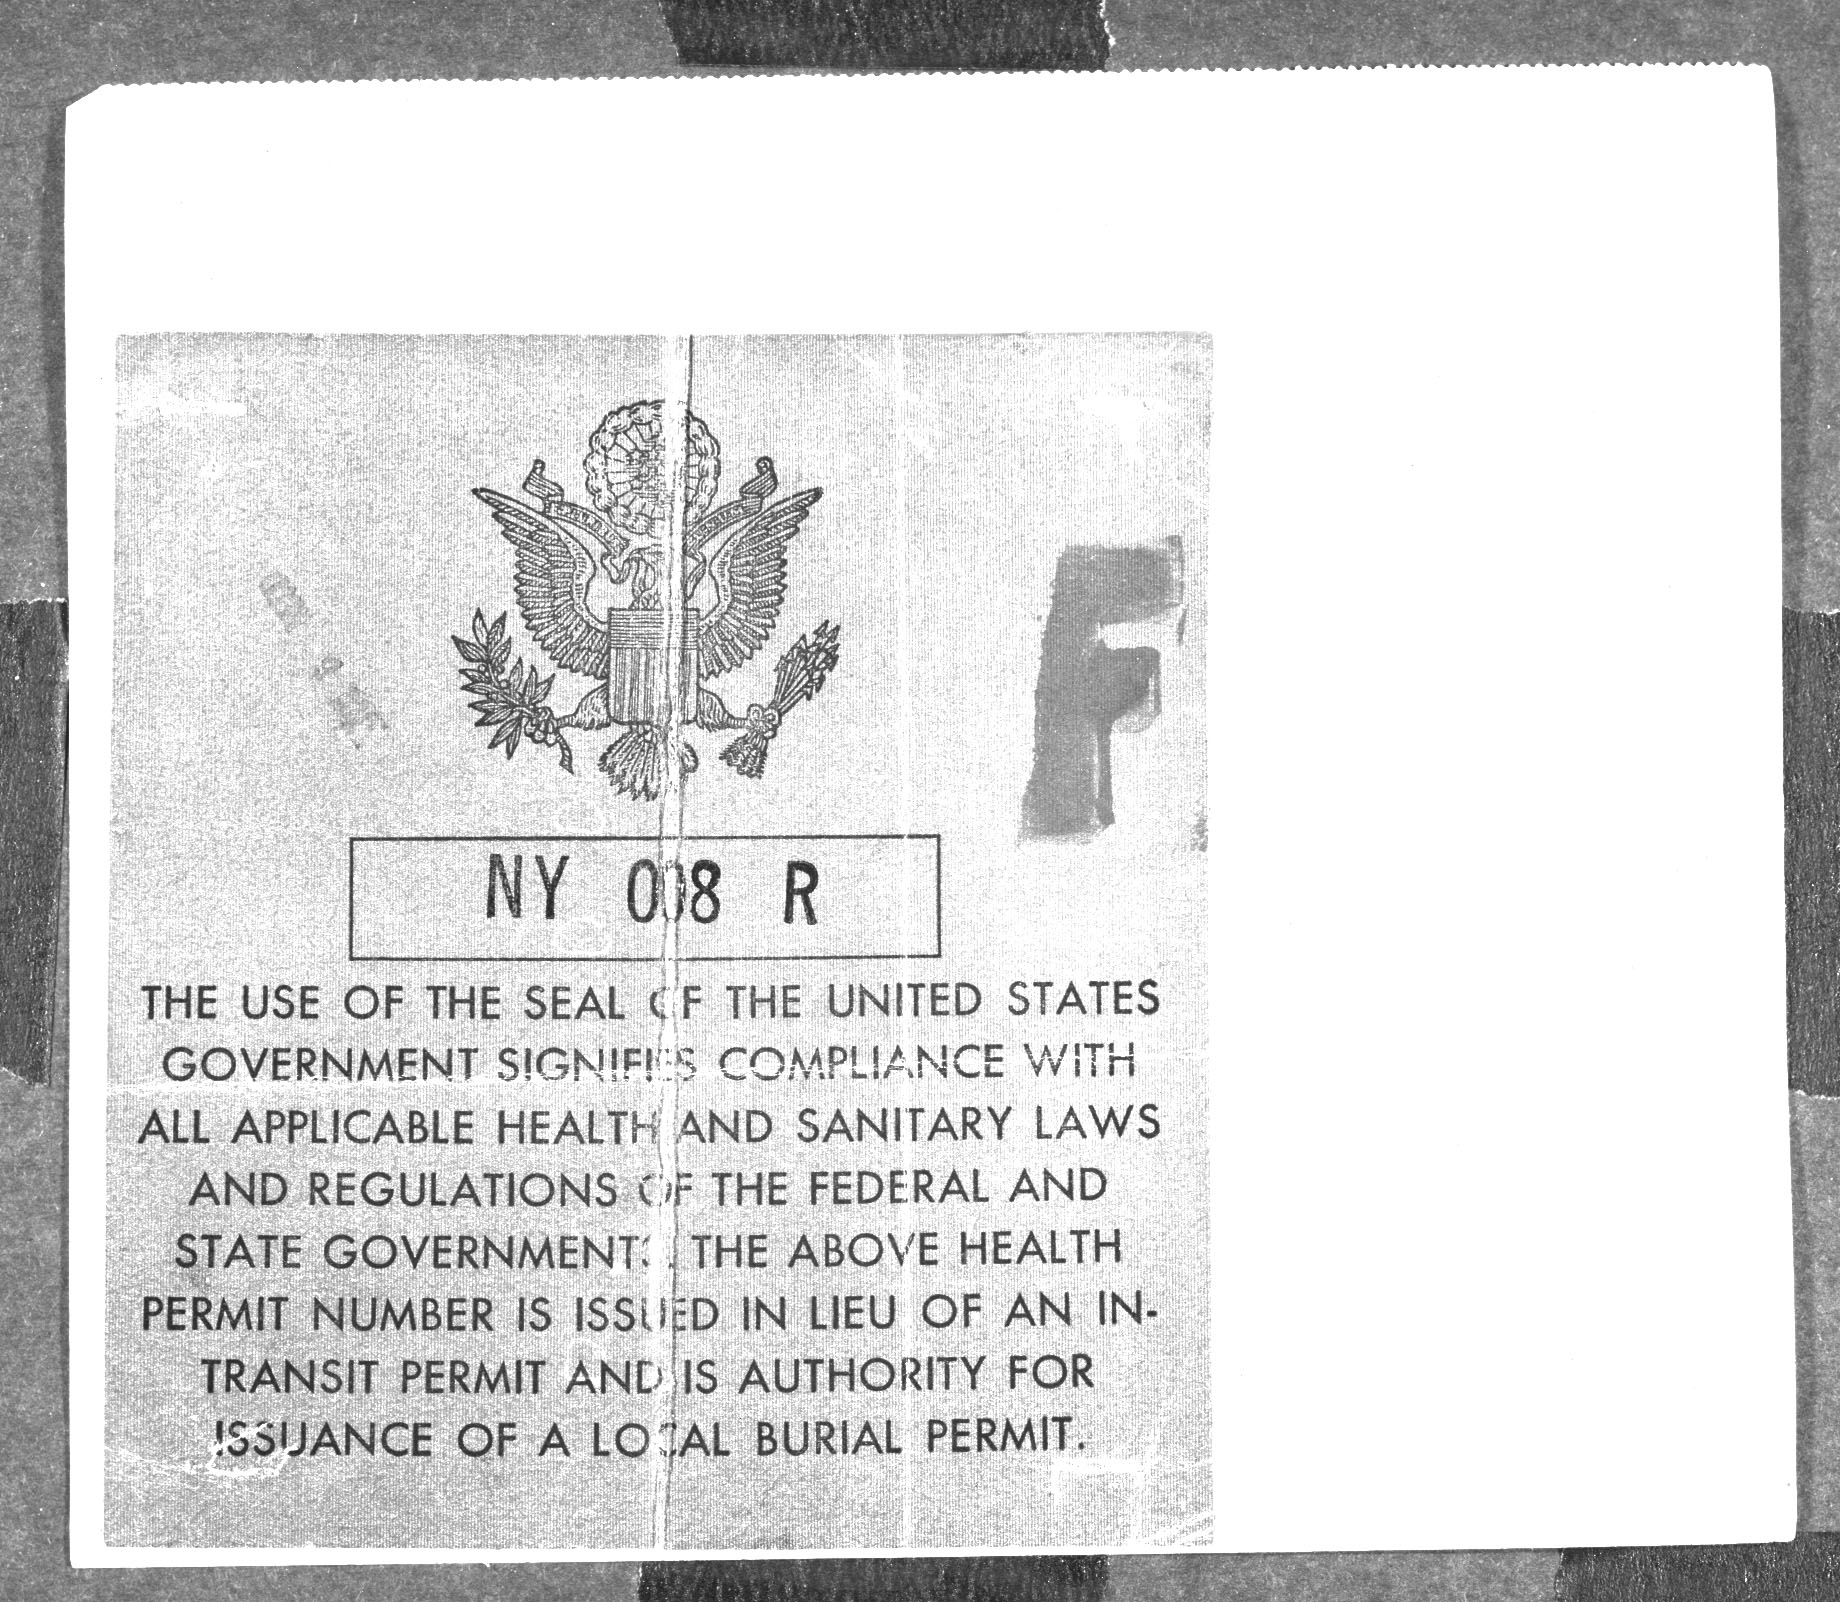 F
NY 008 R
THE USE OF THE SEAL OF THE UNITED STATES
GOVERNMENT SIGNIFIES COMPLIANCE WITH
ALL APPLICABLE HEALTH AND SANITARY LAWS
AND REGULATIONS OF THE FEDERAL AND
STATE GOVERNMENTS. THE ABOVE HEALTH
PERMIT NUMBER IS ISSUED IN LIEU OF AN IN-
TRANSIT PERMIT AND IS AUTHORITY FOR
ISSUANCE OF A LOCAL BURIAL PERMIT.